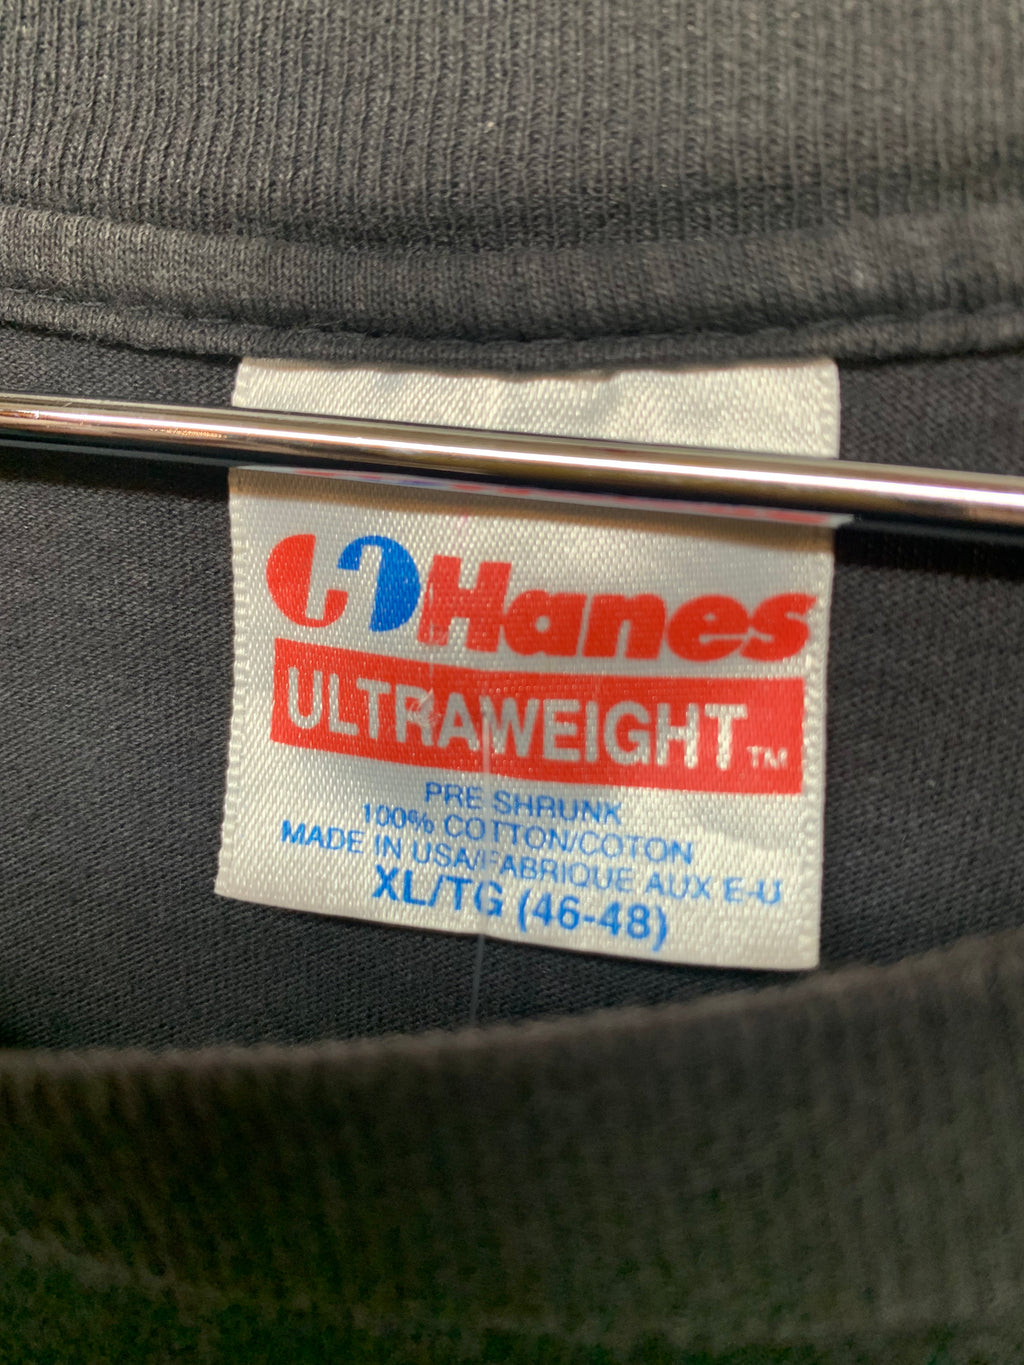 Hanes
ULTRAWEIGHT™
PRE SHRUNK
100% COTTON/COTON
MADE IN USA/FABRIQUE AUX E-U
XL/TG (46-48)